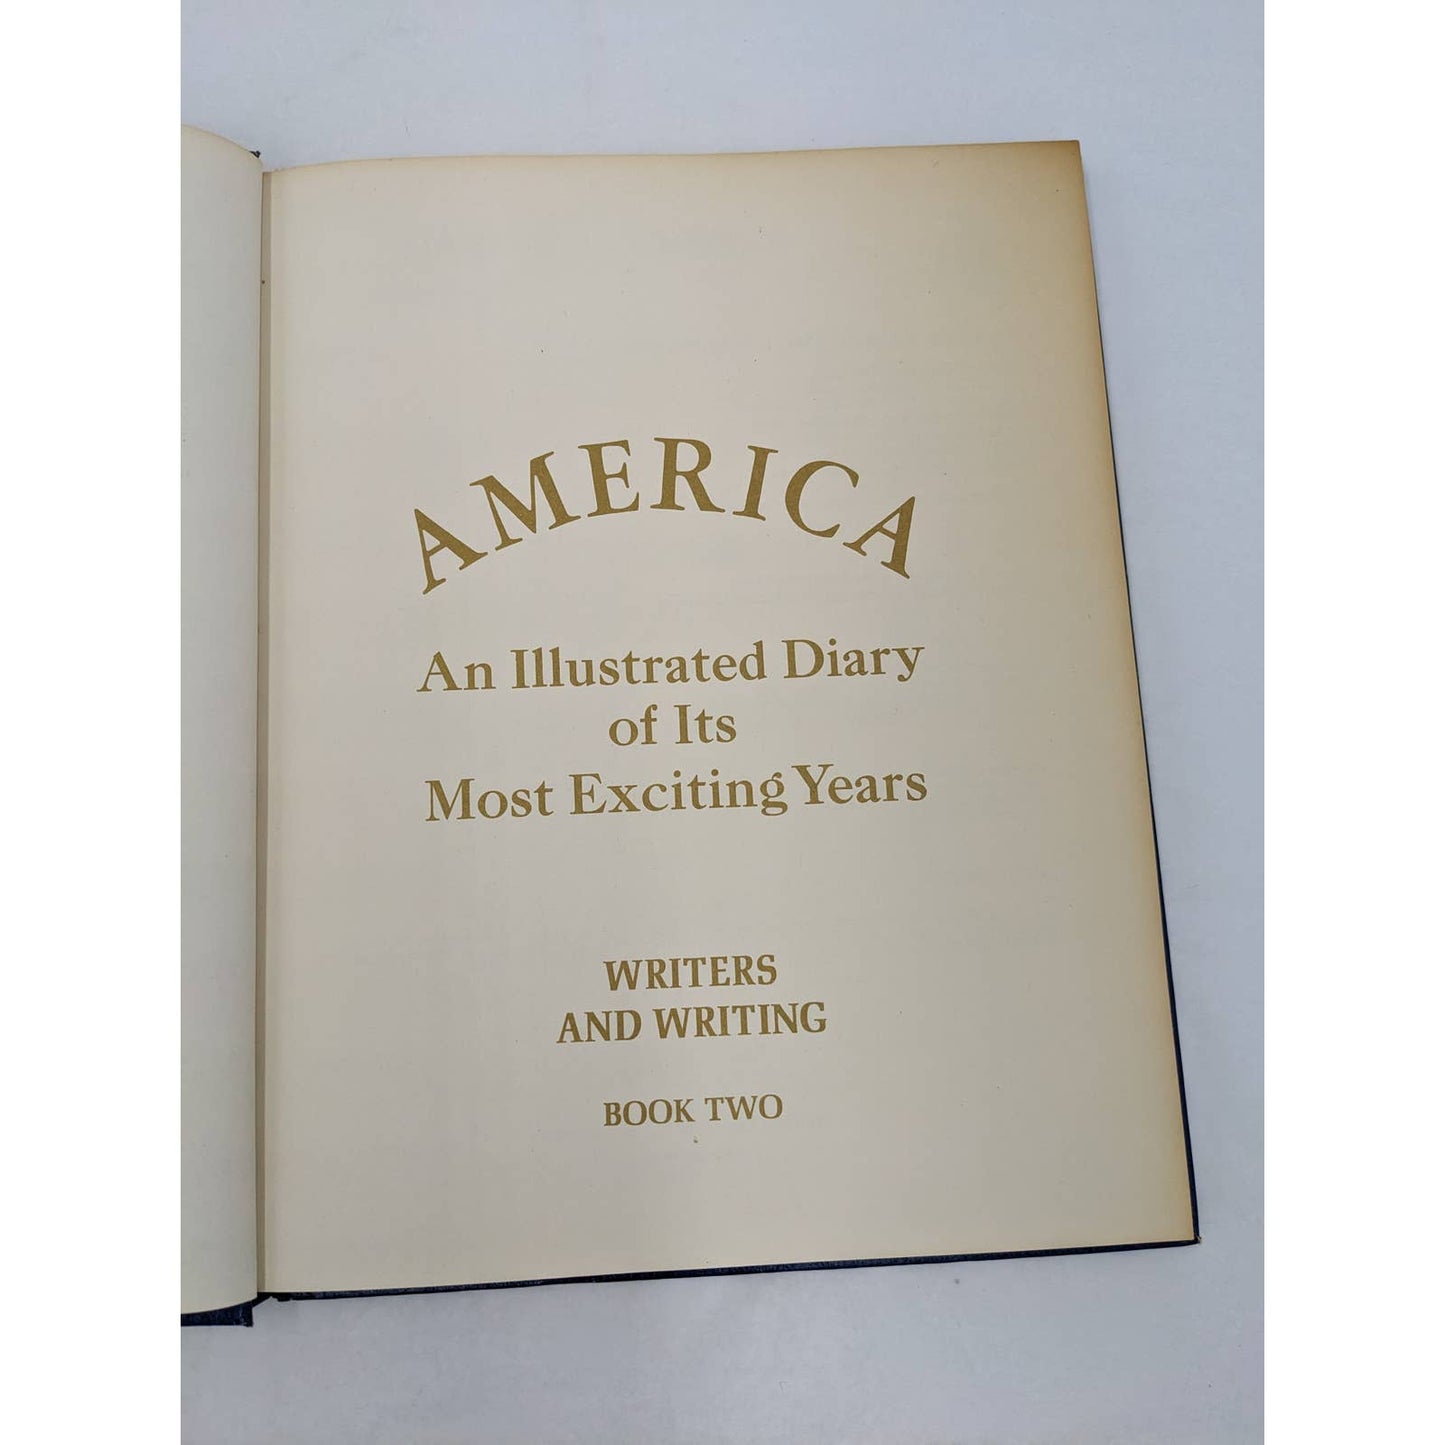 AMERICA
An Illustrated Diary
of Its
Most Exciting Years
WRITERS
AND WRITING
BOOK TWO